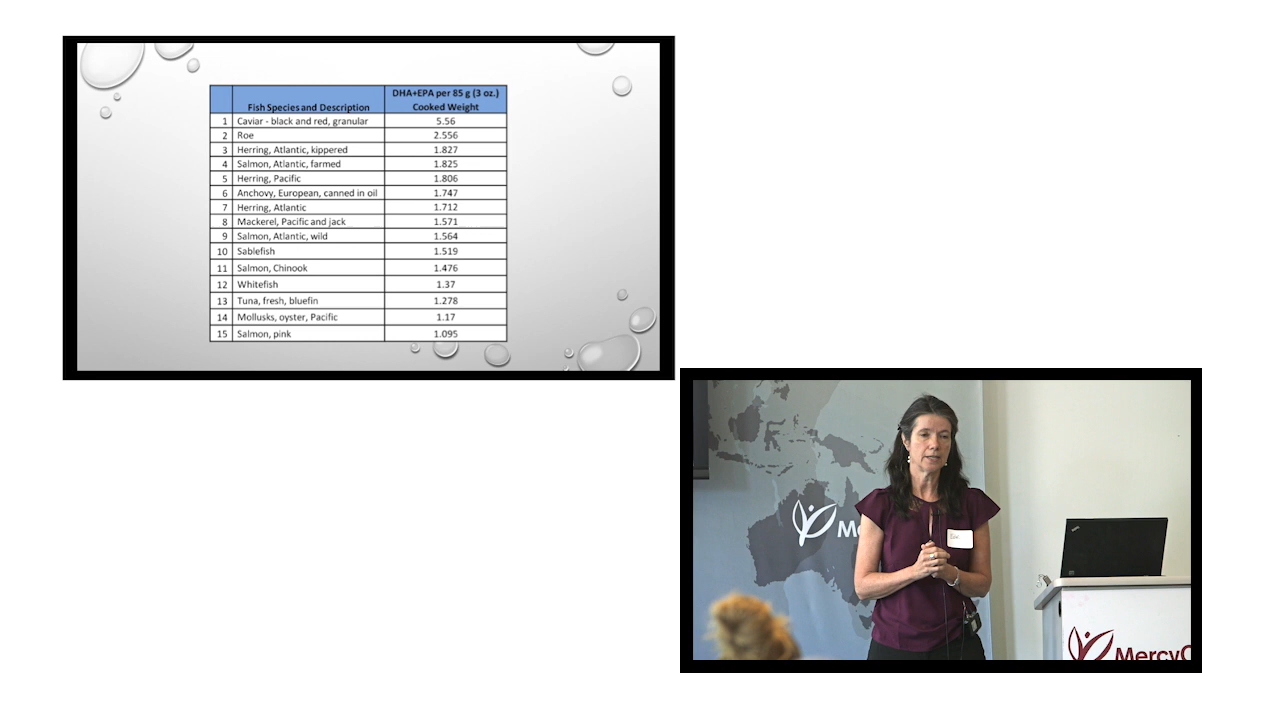 Fish Species and Description DHA+EPA per 85 g (3 oz.) Cooked Weight
1 Caviar - black and red, granular 5.56
2 Roe 2.556
3 Herring, Atlantic, kippered 1.827
4 Salmon, Atlantic, farmed 1.825
5 Herring, Pacific 1.806
6 Anchovy, European, canned in oil 1.747
7 Herring, Atlantic 1.712
8 Mackerel, Pacific and jack 1.571
9 Salmon, Atlantic, wild 1.564
10 Sablefish 1.519
11 Salmon, Chinook 1.476
12 Whitefish 1.37
13 Tuna, fresh, bluefin 1.278
14 Mollusks, oyster, Pacific 1.17
15 Salmon, pink 1.095
M
MercyC